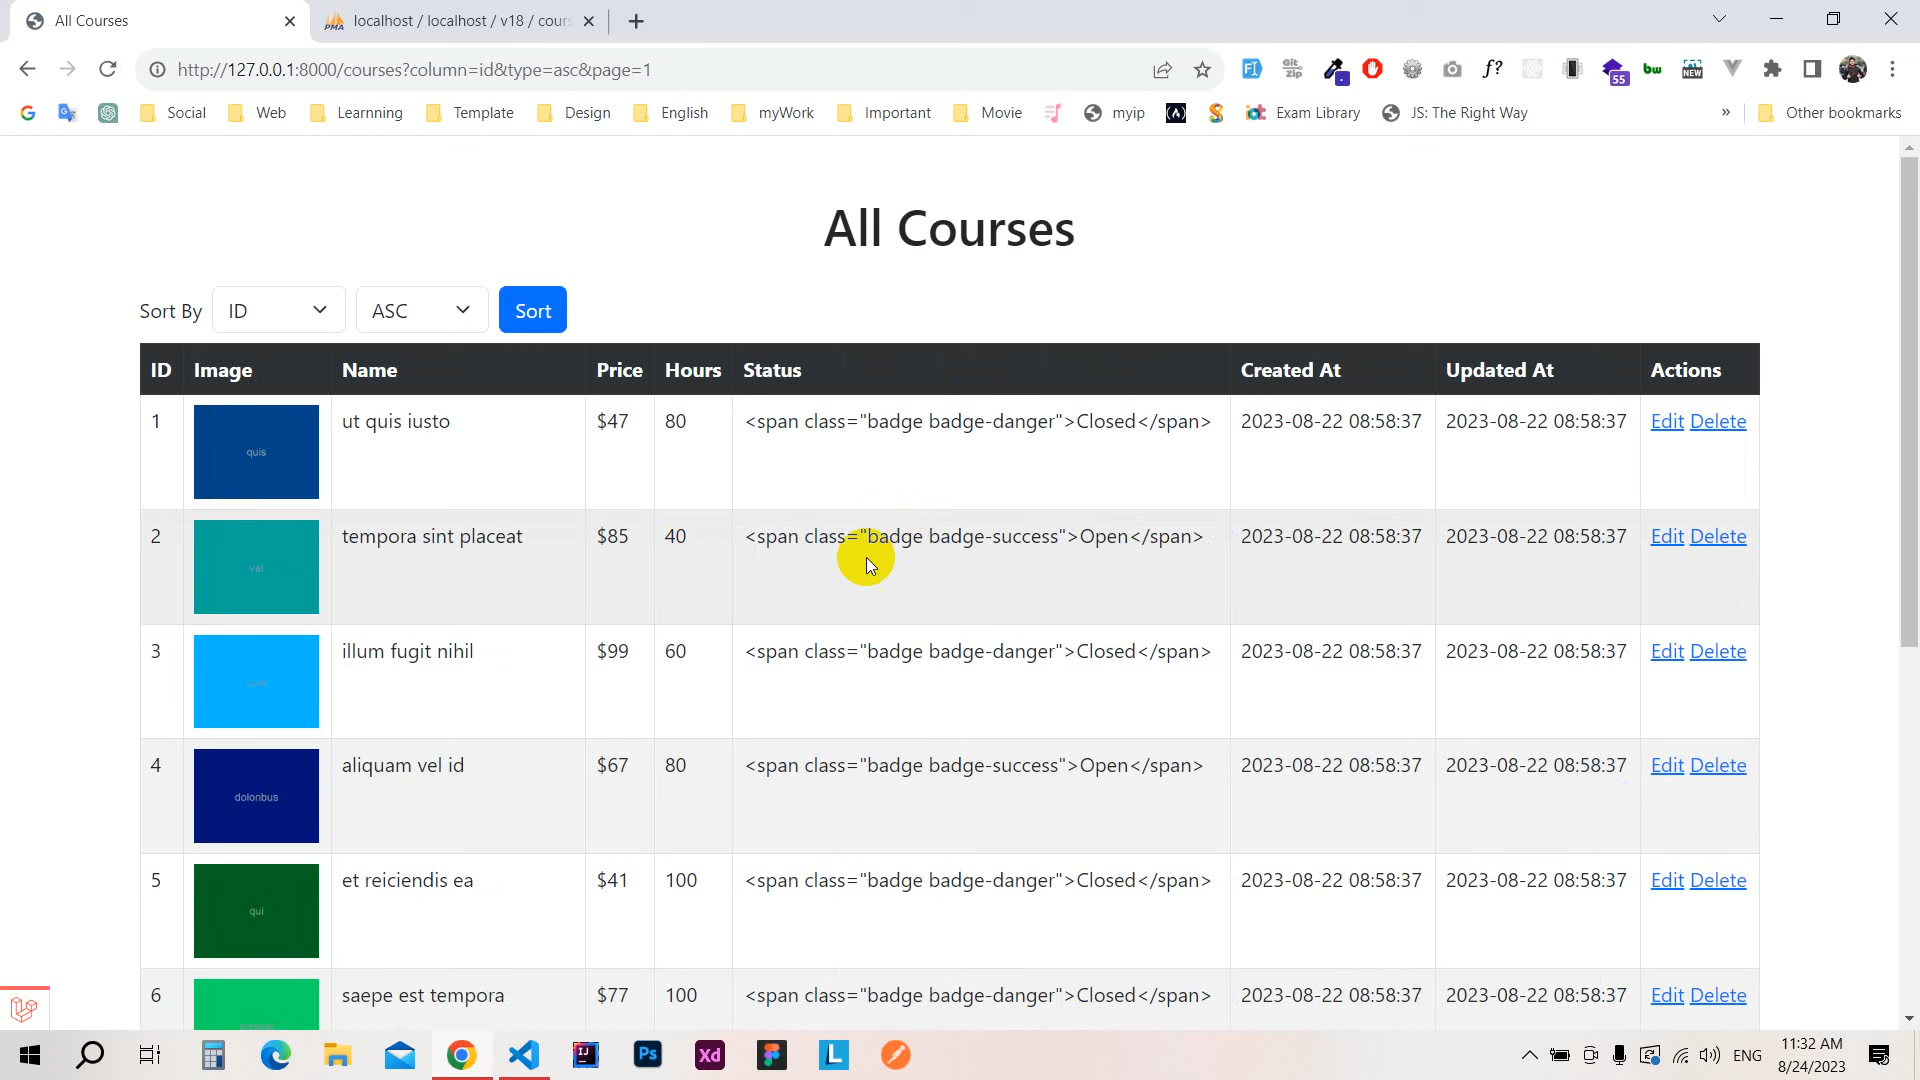 All Courses
localhost / localhost / v18 / cours
http://127.0.0.1:8000/courses?column=id&type=asc&page=1
55
NEW
bw
f?
Git zip
Social
Web
Learnning
Template
Design
English
myWork
Important
Movie
myip
Exam Library
JS: The Right Way
»
Other bookmarks
All Courses
Sort By ID ASC Sort
ID Image Name Price Hours Status Created At Updated At Actions
1 quis ut quis iusto $47 80 <span class="badge badge-danger">Closed</span> 2023-08-22 08:58:37 2023-08-22 08:58:37 Edit Delete
2 tempora sint placeat $85 40 <span class="badge badge-success">Open</span> 2023-08-22 08:58:37 2023-08-22 08:58:37 Edit Delete
3 illum fugit nihil $99 60 <span class="badge badge-danger">Closed</span> 2023-08-22 08:58:37 2023-08-22 08:58:37 Edit Delete
4 doloribus aliquam vel id $67 80 <span class="badge badge-success">Open</span> 2023-08-22 08:58:37 2023-08-22 08:58:37 Edit Delete
5 qui et reiciendis ea $41 100 <span class="badge badge-danger">Closed</span> 2023-08-22 08:58:37 2023-08-22 08:58:37 Edit Delete
6 saepe est tempora $77 100 <span class="badge badge-danger">Closed</span> 2023-08-22 08:58:37 2023-08-22 08:58:37 Edit Delete
ENG
11:32 AM
8/24/2023